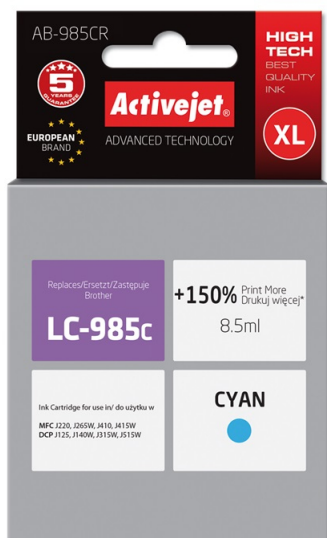 AB-985CR
HIGH
TECH
BEST
QUALITY
INK
5
YEARS
GUARANTEE
Activejet®
EUROPEAN
BRAND
ADVANCED TECHNOLOGY
XL
Replaces/Ersetzt/Zastępuje
Brother
LC-985c
+150% Print More
Drukuj więcej*
8.5ml
Ink Cartridge for use in/ do użytku w
MFC J220, J265W, J410, J415W
DCP J125, J140W, J315W, J515W
CYAN